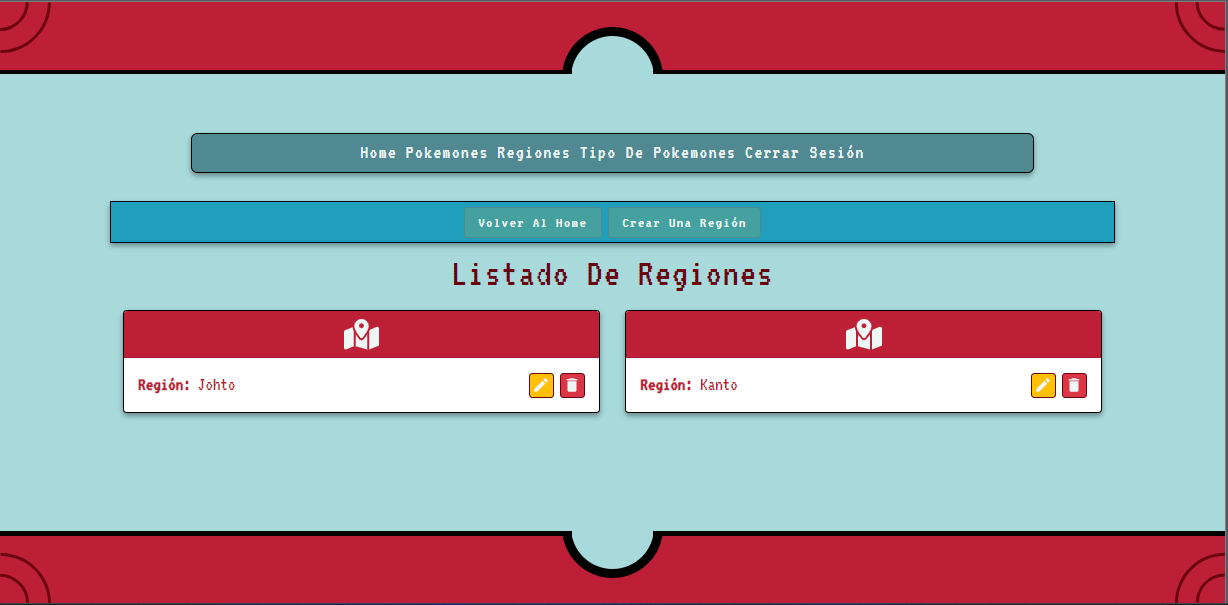 Home Pokemones Regiones Tipo De Pokemones Cerrar Sesión
Volver Al Home Crear Una Región
Listado De Regiones
Región: Johto
Región: Kanto